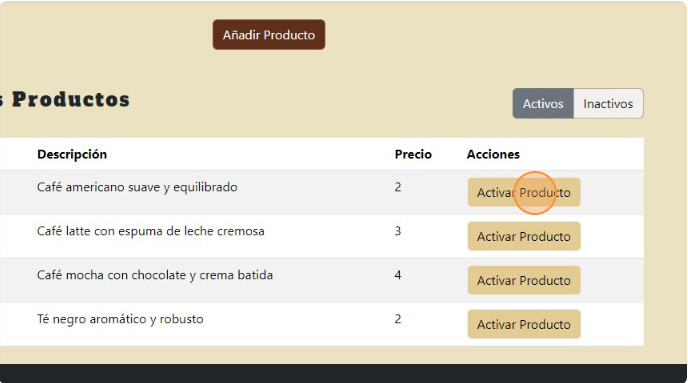 Añadir Producto
s Productos
Activos Inactivos
Descripción Precio Acciones
Café americano suave y equilibrado 2 Activar Producto
Café latte con espuma de leche cremosa 3 Activar Producto
Café mocha con chocolate y crema batida 4 Activar Producto
Té negro aromático y robusto 2 Activar Producto